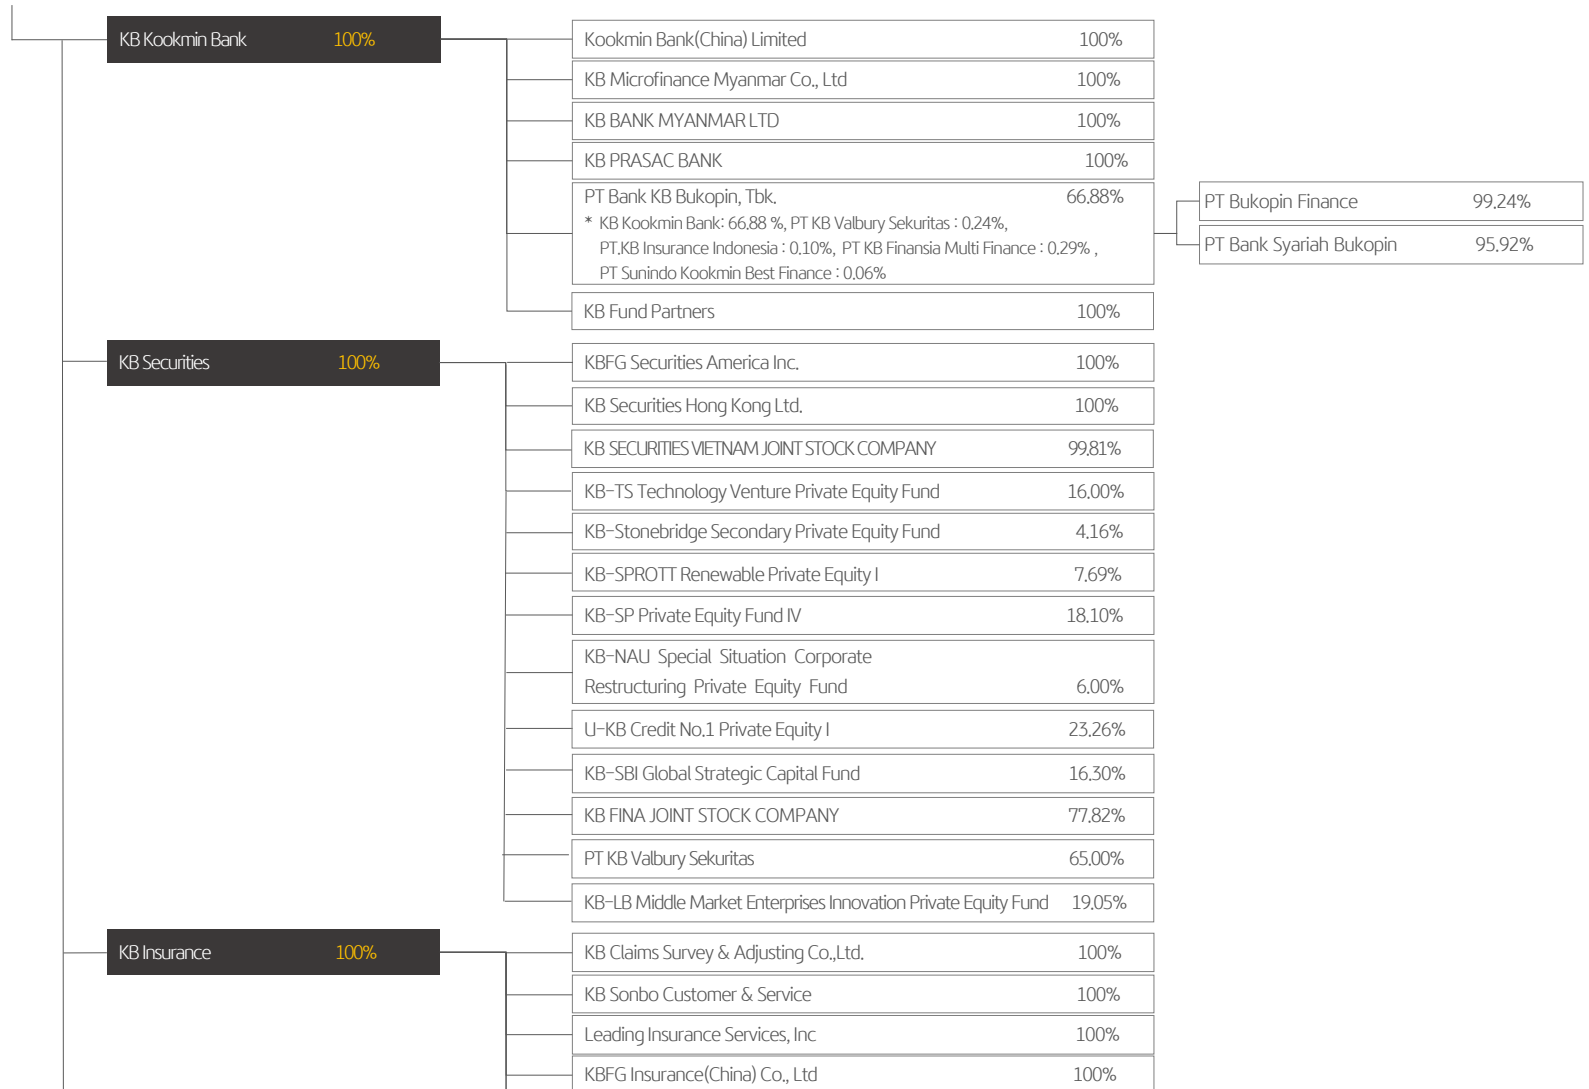 KB Kookmin Bank 100%
Kookmin Bank(China) Limited 100%
KB Microfinance Myanmar Co., Ltd 100%
KB BANK MYANMAR LTD 100%
KB PRASAC BANK 100%
PT Bank KB Bukopin, Tbk. 66.88%
* KB Kookmin Bank: 66.88 %, PT KB Valbury Sekuritas : 0.24%,
PT.KB Insurance Indonesia : 0.10%, PT KB Finansia Multi Finance : 0.29% ,
PT Sunindo Kookmin Best Finance : 0.06%
PT Bukopin Finance 99.24%
PT Bank Syariah Bukopin 95.92%
KB Fund Partners 100%
KB Securities 100%
KBFG Securities America Inc. 100%
KB Securities Hong Kong Ltd. 100%
KB SECURITIES VIETNAM JOINT STOCK COMPANY 99.81%
KB-TS Technology Venture Private Equity Fund 16.00%
KB-Stonebridge Secondary Private Equity Fund 4.16%
KB-SPROTT Renewable Private Equity I 7.69%
KB-SP Private Equity Fund IV 18.10%
KB-NAU Special Situation Corporate
Restructuring Private Equity Fund 6.00%
U-KB Credit No.1 Private Equity I 23.26%
KB-SBI Global Strategic Capital Fund 16.30%
KB FINA JOINT STOCK COMPANY 77.82%
PT KB Valbury Sekuritas 65.00%
KB-LB Middle Market Enterprises Innovation Private Equity Fund 19.05%
KB Insurance 100%
KB Claims Survey & Adjusting Co.,Ltd. 100%
KB Sonbo Customer & Service 100%
Leading Insurance Services, Inc 100%
KBFG Insurance(China) Co., Ltd 100%